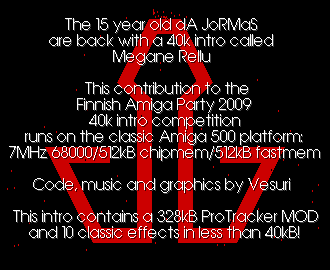 The 15 year old dA JoRMaS
are back with a 40k intro called
Megane Rellu
This contribution to the
Finnish Amiga Party 2009
40k intro competition
runs on the classic Amiga 500 platform:
7MHz 68000/512kB chipmem/512kB fastmem
Code, music and graphics by Vesuri
This intro contains a 328kB ProTracker MOD
and 10 classic effects in less than 40kB!